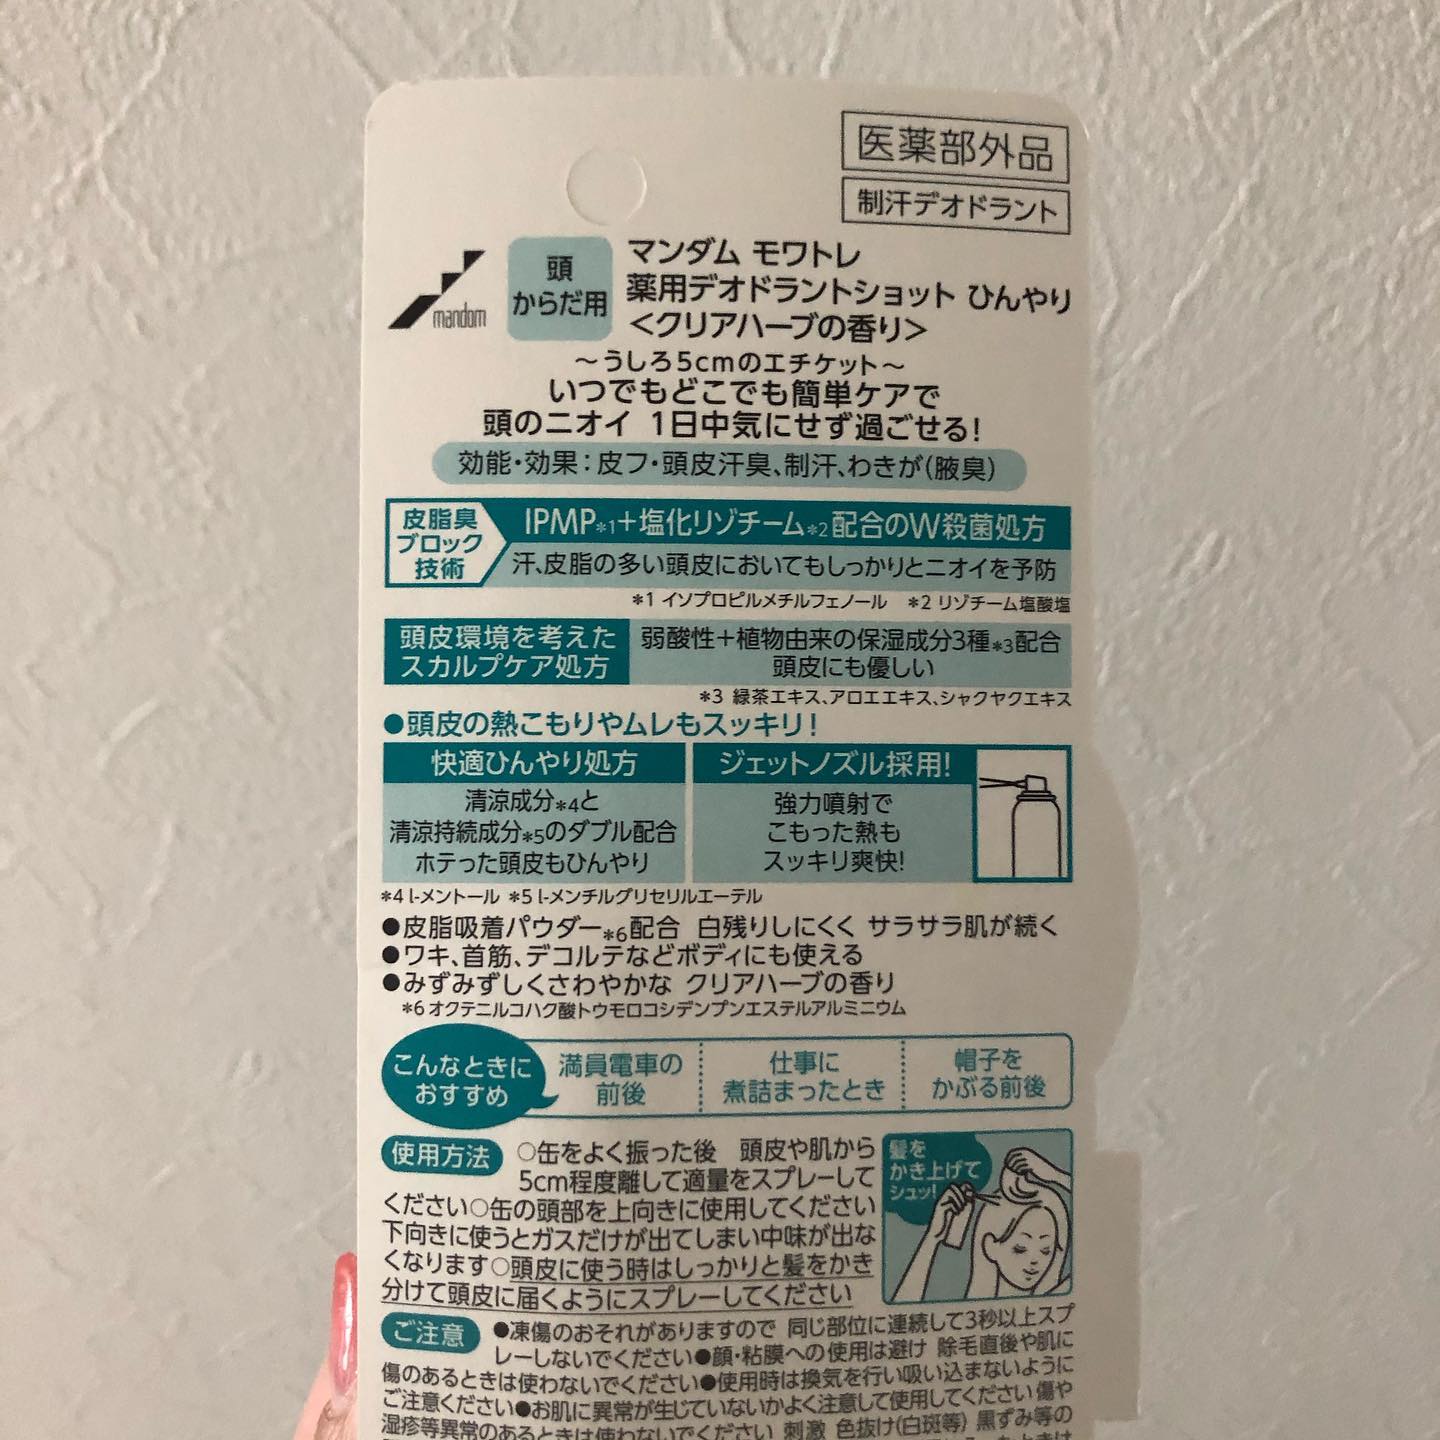 医薬部外品
制汗デオドラント
mandom
頭
からだ用
マンダム モワトレ
薬用デオドラントショット ひんやり
<クリアハーブの香り>
～うしろ5cmのエチケット～
いつでもどこでも簡単ケアで
頭のニオイ 1日中気にせず過ごせる!
効能・効果：皮フ・頭皮汗臭、制汗、わきが(腋臭)
皮脂臭
ブロック
技術
IPMP*1+塩化リゾチーム*2配合のW殺菌処方
汗、皮脂の多い頭皮においてもしっかりとニオイを予防
*1 イソプロピルメチルフェノール *2 リゾチーム塩酸塩
頭皮環境を考えた
スカルプケア処方
弱酸性+植物由来の保湿成分3種*3配合
頭皮にも優しい
*3 緑茶エキス、アロエエキス、シャクヤクエキス
●頭皮の熱こもりやムレもスッキリ!
快適ひんやり処方
清涼成分*4と
清涼持続成分*5のダブル配合
ホテった頭皮もひんやり
ジェットノズル採用!
強力噴射で
こもった熱も
スッキリ爽快!
*4 l-メントール *5 l-メンチルグリセリルエーテル
●皮脂吸着パウダー*6配合 白残りしにくく サラサラ肌が続く
●ワキ、首筋、デコルテなどボディにも使える
●みずみずしくさわやかな クリアハーブの香り
*6 オクテニルコハク酸トウモロコシデンプンエステルアルミニウム
こんなときに
おすすめ
満員電車の
前後
仕事に
煮詰まったとき
帽子を
かぶる前後
使用方法 ○缶をよく振った後 頭皮や肌から
5cm程度離して適量をスプレーして
ください○缶の頭部を上向きに使用してください
下向きに使うとガスだけが出てしまい中味が出な
くなります○頭皮に使う時はしっかりと髪をかき
分けて頭皮に届くようにスプレーしてください
髪を
かき上げて
シュッ!
ご注意 ●凍傷のおそれがありますので 同じ部位に連続して3秒以上スプ
レーしないでください●顔・粘膜への使用は避け 除毛直後や肌に
傷のあるときは使わないでください●使用時は換気を行い吸い込まないように
ご注意ください●お肌に異常が生じていないかよく注意して使用してください 傷や
湿疹等異常のあるときは使わないでください 刺激 色抜け(白斑等) 黒ずみ等の